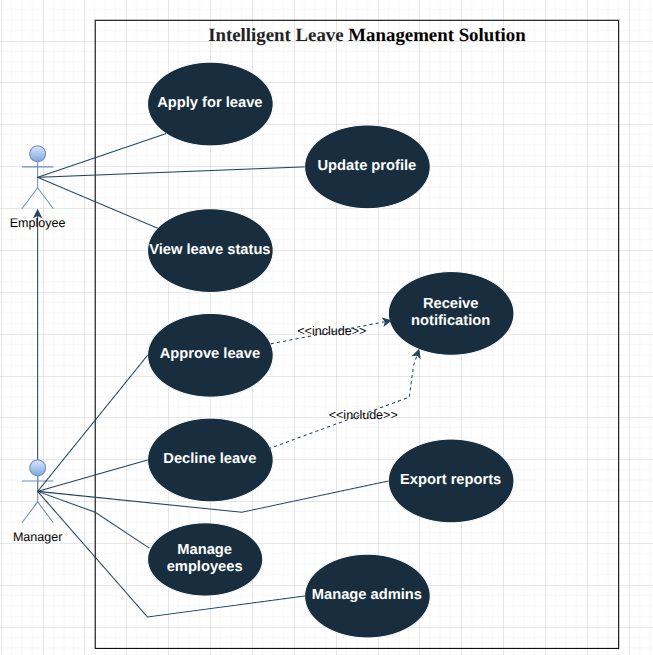 Intelligent Leave Management Solution
Apply for leave
Update profile
Employee
View leave status
Receive
notification
<<include>>
Approve leave
<<include>>
Decline leave
Export reports
Manager
Manage
employees
Manage admins